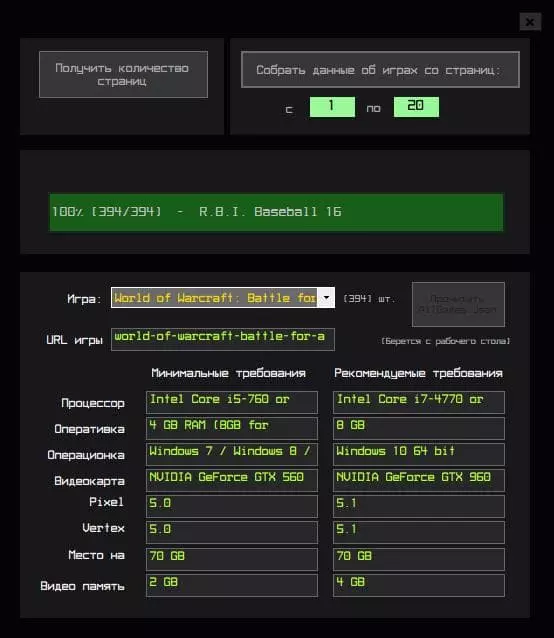 Получить количество
страниц
Собрать данные об играх со страниц:
с 1 по 20
100% (394/394) - R.B.I. Baseball 16
Игра: World of Warcraft: Battle for (394) шт. Прочитать
AllGames Json
URL игры world-of-warcraft-battle-for-a (Берется с рабочего стола)
Минимальные требования Рекомендуемые требования
Процессор Intel Core i5-760 or Intel Core i7-4770 or
Оперативка 4 GB RAM (8GB for 8 GB
Операционка Windows 7 / Windows 8 / Windows 10 64 bit
Видеокарта NVIDIA GeForce GTX 560 NVIDIA GeForce GTX 960
Pixel 5.0 5.1
Vertex 5.0 5.1
Место на 70 GB 70 GB
Видео память 2 GB 4 GB